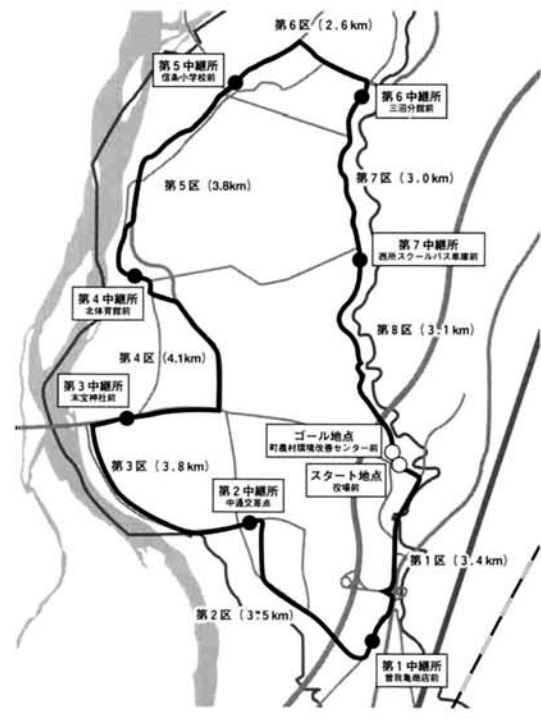 第6区（2.6km）
第5中継所
信条小学校前
第6中継所
三沼分館前
第5区（3.8km）
第7区（3.0km）
第7中継所
西所スクールバス車庫前
第4中継所
北体育館前
第8区（3.1km）
第4区（4.1km）
第3中継所
末宝神社前
ゴール地点
町農村環境改善センター前
第3区（3.8km）
スタート地点
役場前
第2中継所
中通交差点
第1区（3.4km）
第2区（3.5km）
第1中継所
曽我亀商店前